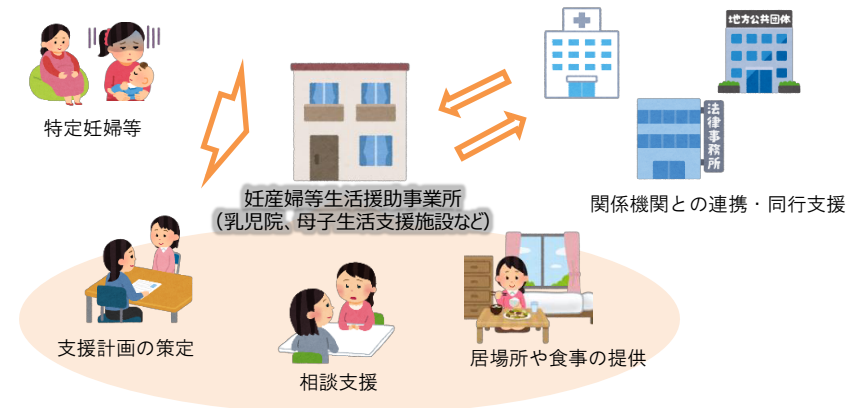 地方公共団体
法律事務所
特定妊婦等
妊産婦等生活援助事業所
（乳児院、母子生活支援施設など）
関係機関との連携・同行支援
支援計画の策定
相談支援
居場所や食事の提供